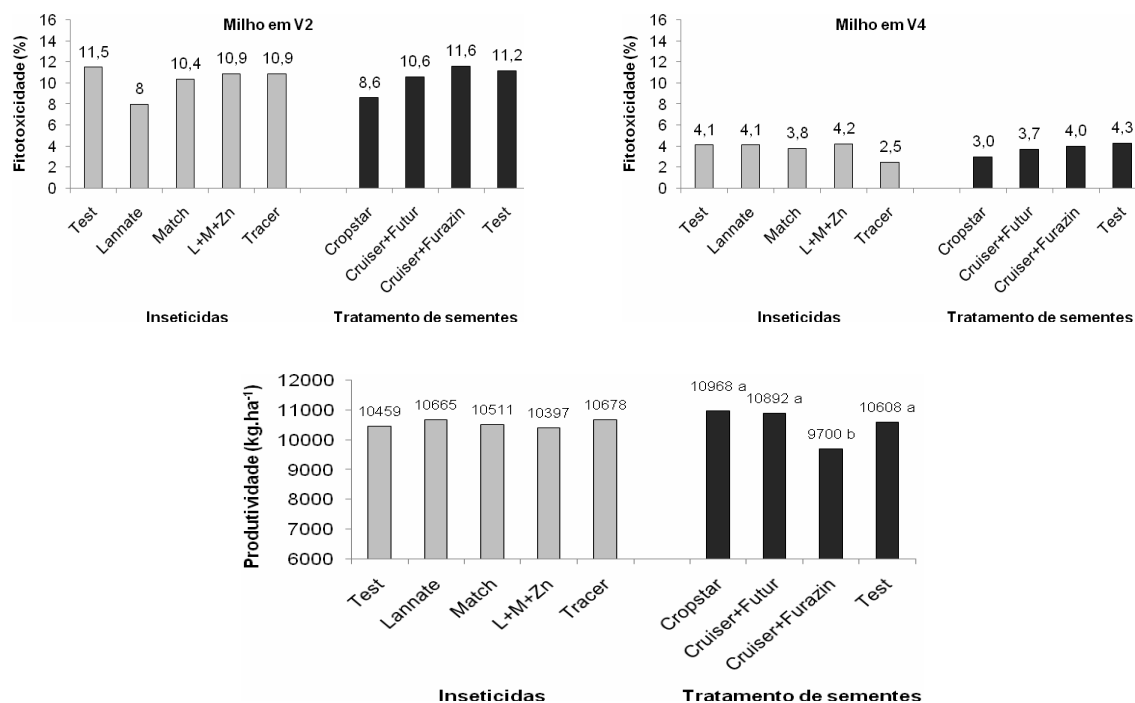 Milho em V2
Fitotoxicidade (%)
16
14
12
10
8
6
4
2
0
11,5
8
10,4
10,9
10,9
8,6
10,6
11,6
11,2
Test
Lannate
Match
L+M+Zn
Tracer
Cropstar
Cruiser+Futur
Cruiser+Furazin
Test
Inseticidas
Tratamento de sementes
Milho em V4
Fitotoxicidade (%)
16
14
12
10
8
6
4
2
0
4,1
4,1
3,8
4,2
2,5
3,0
3,7
4,0
4,3
Test
Lannate
Match
L+M+Zn
Tracer
Cropstar
Cruiser+Futur
Cruiser+Furazin
Test
Inseticidas
Tratamento de sementes
Produtividade (kg.ha⁻¹)
12000
11000
10000
9000
8000
7000
6000
10459
10665
10511
10397
10678
10968 a
10892 a
9700 b
10608 a
Test
Lannate
Match
L+M+Zn
Tracer
Cropstar
Cruiser+Futur
Cruiser+Furazin
Test
Inseticidas
Tratamento de sementes